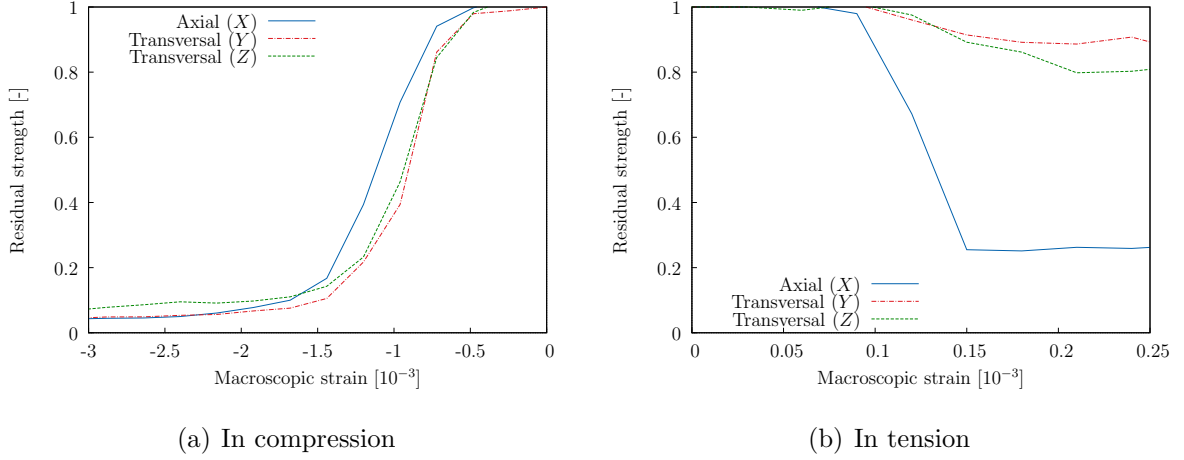 1
0.8
0.6
0.4
0.2
0
-3
-2.5
-2
-1.5
-1
-0.5
0
Residual strength [-]
Macroscopic strain [10⁻³]
Axial (X)
Transversal (Y)
Transversal (Z)
(a) In compression
1
0.8
0.6
0.4
0.2
0
0
0.05
0.1
0.15
0.2
0.25
Residual strength [-]
Macroscopic strain [10⁻³]
Axial (X)
Transversal (Y)
Transversal (Z)
(b) In tension